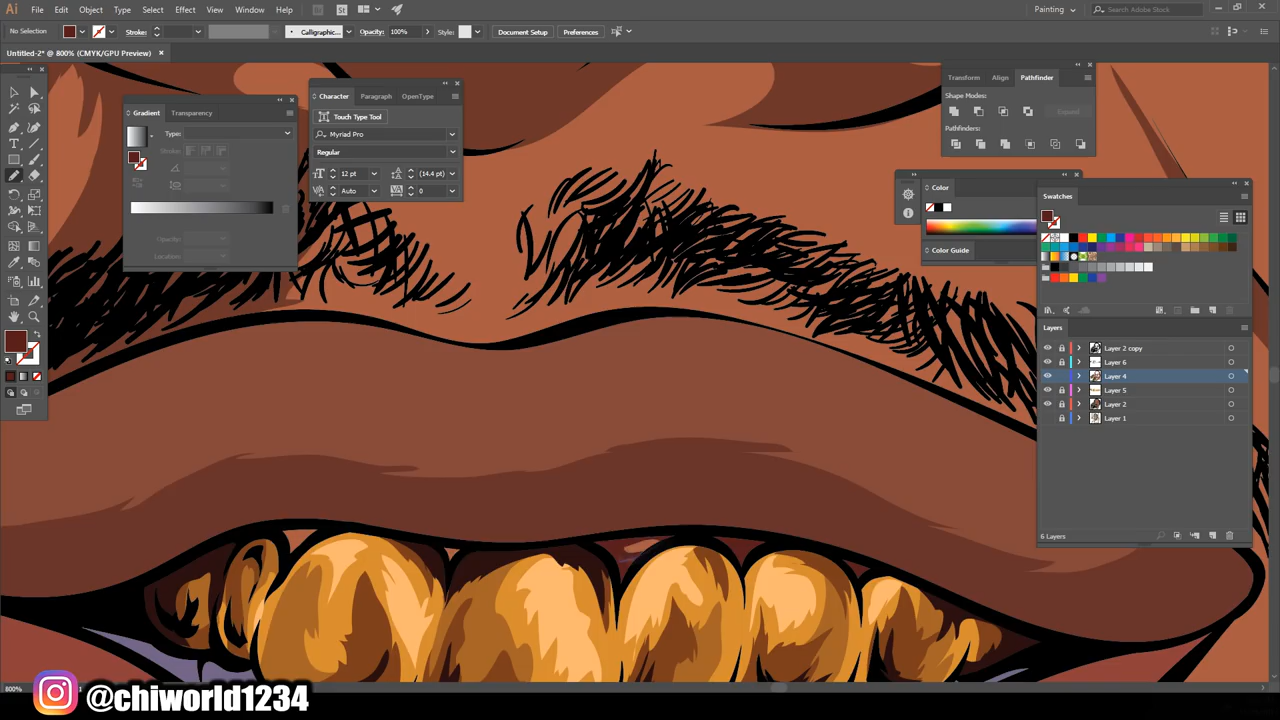 Ai File Edit Object Type Select Effect View Window Help Br St Painting Search Adobe Stock
No Selection Stroke: Calligraphic... Opacity: 100% Style: Document Setup Preferences
Untitled-2* @ 800% (CMYK/GPU Preview) ×
Gradient Transparency
Type:
Opacity:
Location:
Character Paragraph OpenType
Touch Type Tool
Myriad Pro
Regular
12 pt (14.4 pt)
Auto 0
Transform Align Pathfinder
Shape Modes:
Expand
Pathfinders:
Color
Color Guide
Swatches
Layers
Layer 2 copy
Layer 6
Layer 4
Layer 5
Layer 2
Layer 1
6 Layers
800%
@chiworld1234